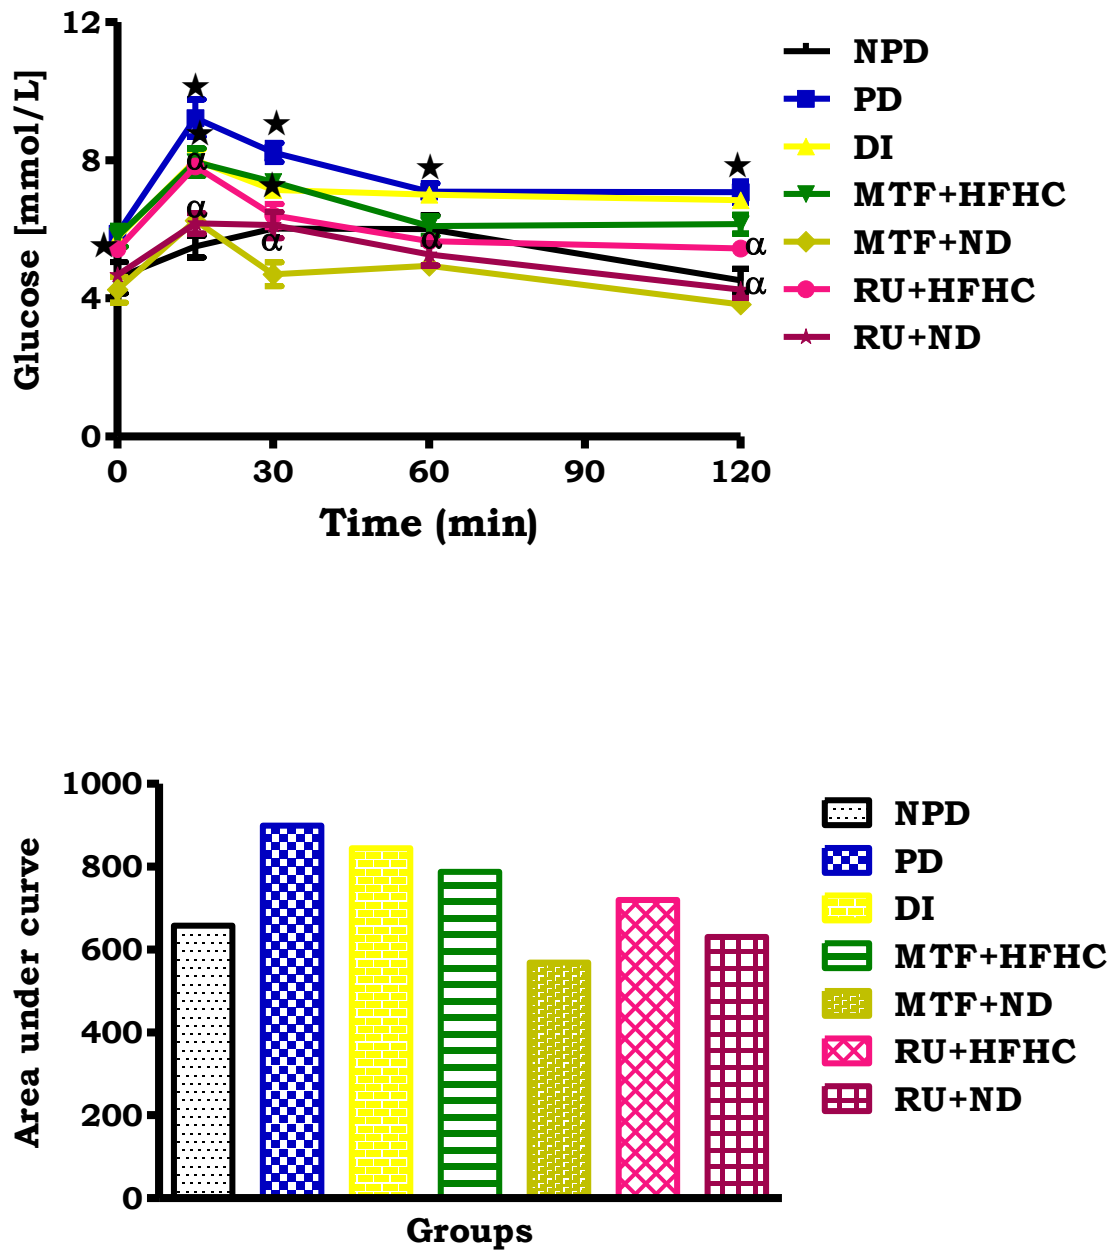 12
8
4
0
Glucose [mmol/L]
★
★
★
★
★
★
★
α
α
α
α
α
α
0 30 60 90 120
Time (min)
NPD
PD
DI
MTF+HFHC
MTF+ND
RU+HFHC
RU+ND
1000
800
600
400
200
0
Area under curve
Groups
NPD
PD
DI
MTF+HFHC
MTF+ND
RU+HFHC
RU+ND